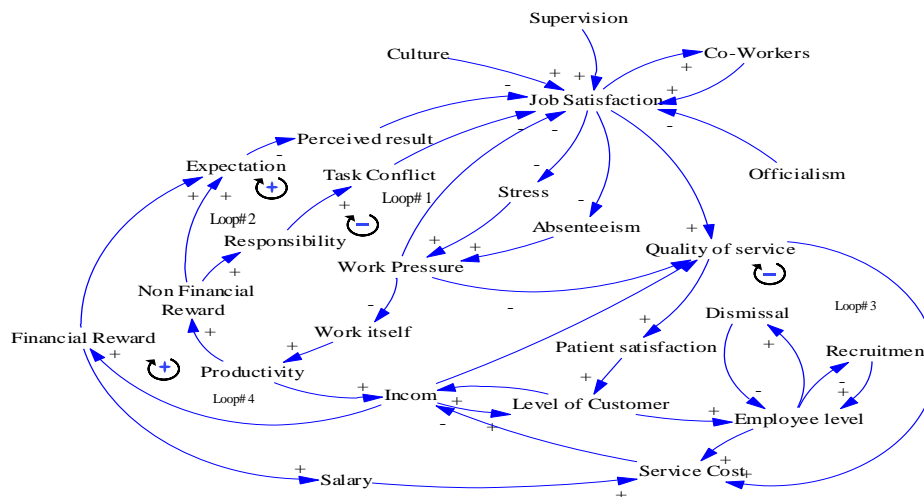 Supervision
Culture
Co-Workers
+
+
+
+
-
Job Satisfaction
-
Perceived result
-
-
-
Expectation
Task Conflict
-
-
Officialism
+
+
+
Loop# 1
Stress
-
Loop# 2
+
-
Absenteeism
+
Responsibility
+
+
Quality of service
Work Pressure
-
+
Non Financial
Reward
-
-
Dismissal
Loop# 3
Financial Reward
+
Work itself
+
+
+
+
Patient satisfaction
Recruitmen
+
Productivity
+
+
-
-
+
Loop# 4
Incom
Level of Customer
+
Employee level
-
+
+
+
+
+
Salary
Service Cost
+